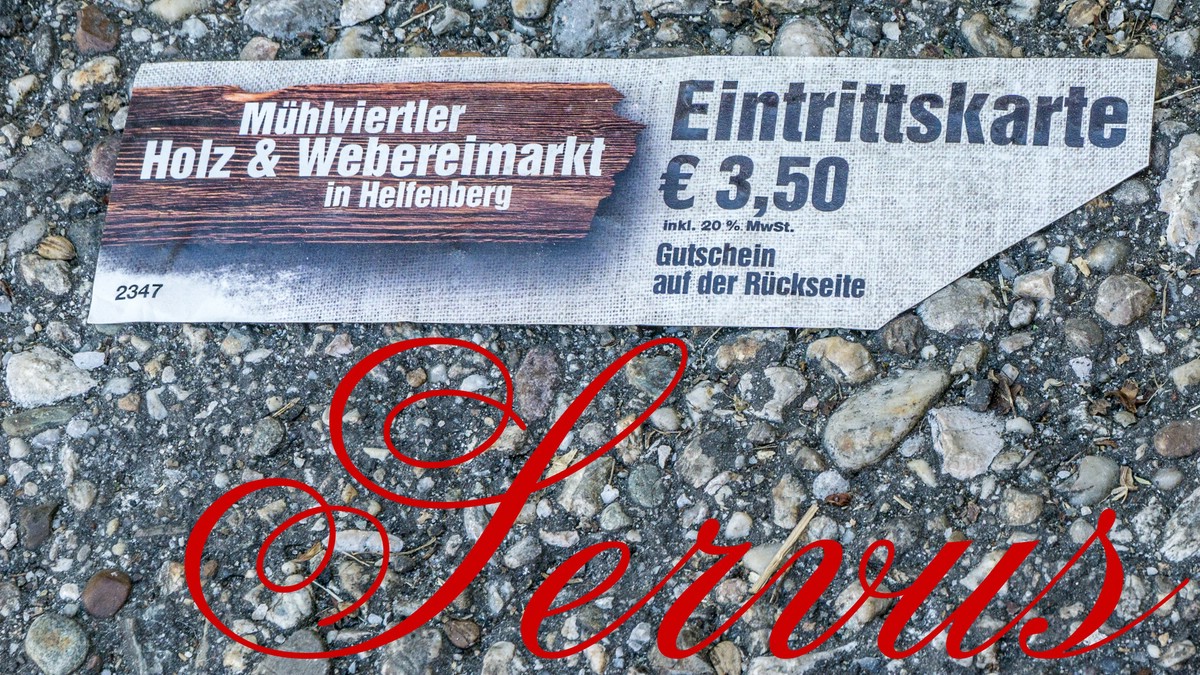 Mühlviertler
Holz & Webereimarkt
in Helfenberg
2347
Eintrittskarte
€ 3,50
inkl. 20 % MwSt.
Gutschein
auf der Rückseite
Servus